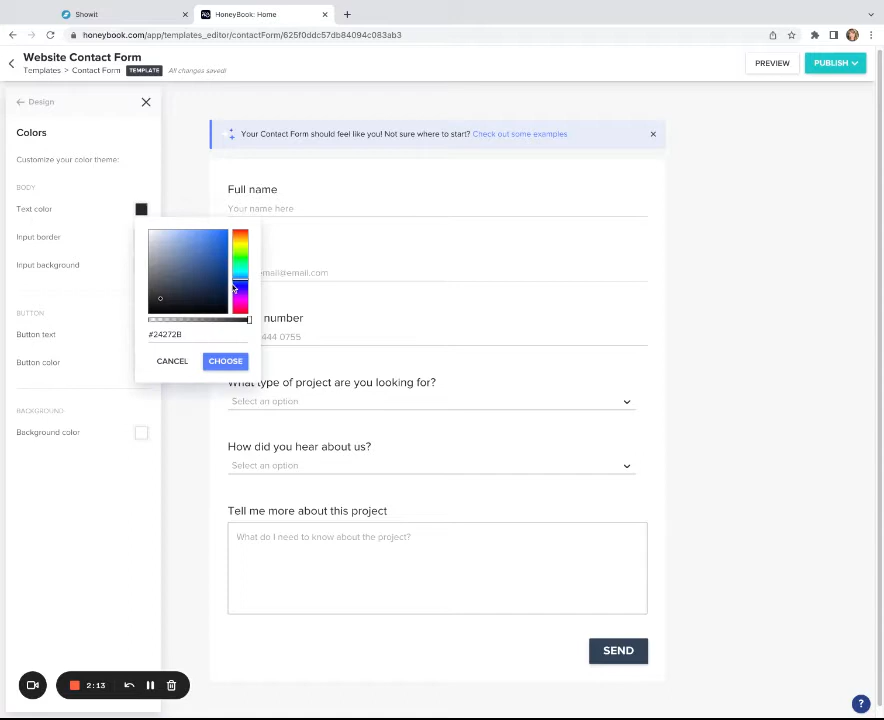 Showit
HoneyBook: Home
honeybook.com/app/templates_editor/contactForm/625f0ddc57db84094c083ab3
Website Contact Form
Templates > Contact Form TEMPLATE All changes saved!
PREVIEW
PUBLISH
Design
Colors
Customize your color theme:
BODY
Text color
Input border
Input background
BUTTON
Button text
Button color
BACKGROUND
Background color
#24272B
CANCEL
CHOOSE
Your Contact Form should feel like you! Not sure where to start? Check out some examples
Full name
Your name here
email@email.com
number
444 0755
What type of project are you looking for?
Select an option
How did you hear about us?
Select an option
Tell me more about this project
What do I need to know about the project?
SEND
2:13
?